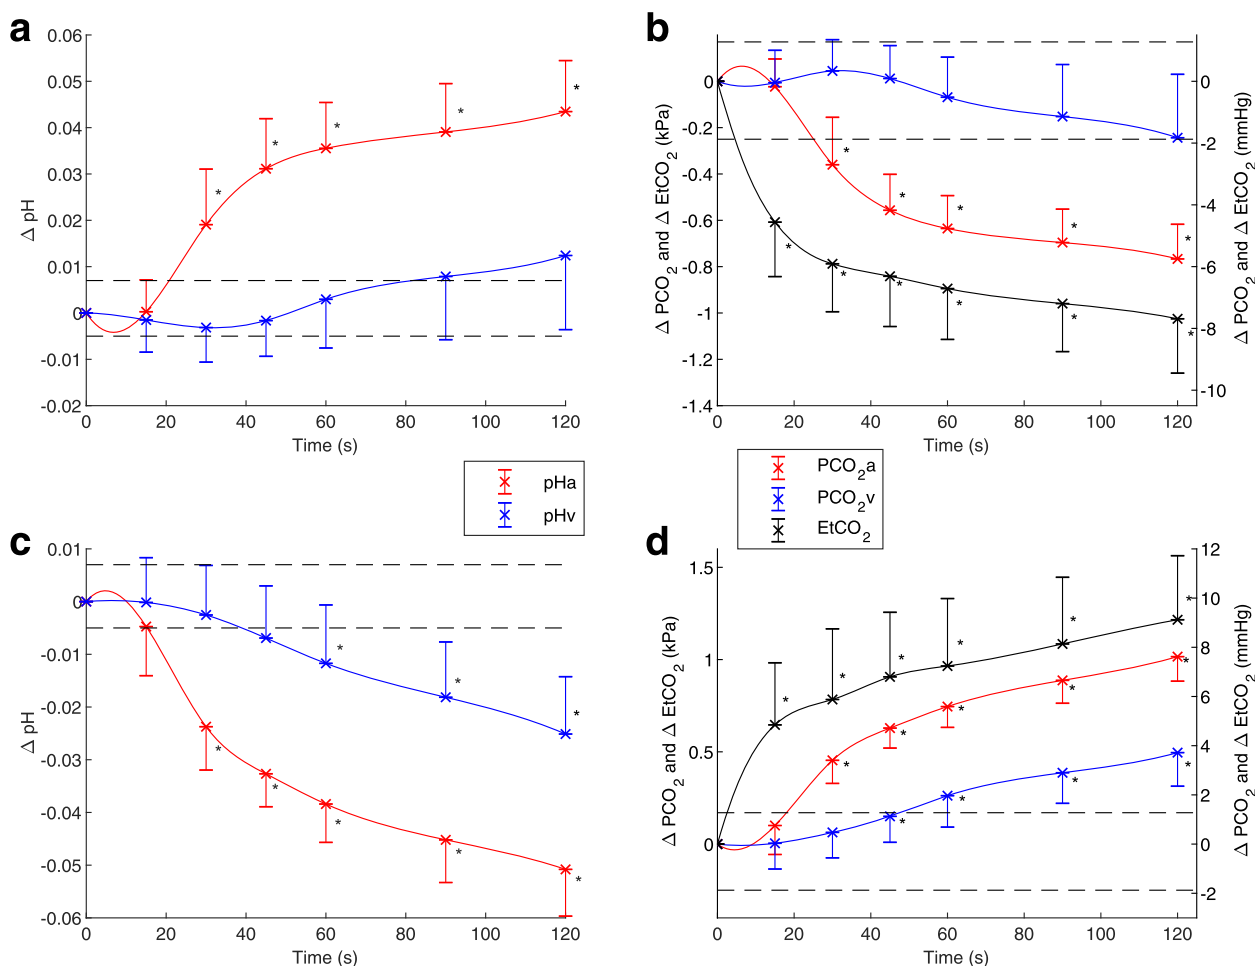 a
0.06
0.05
0.04
0.03
0.02
0.01
0
-0.01
-0.02
Δ pH
0 20 40 60 80 100 120
Time (s)
* * * * *
b
0
-0.2
-0.4
-0.6
-0.8
-1
-1.2
-1.4
Δ PCO2 and Δ EtCO2 (kPa)
0
-2
-4
-6
-8
-10
Δ PCO2 and Δ EtCO2 (mmHg)
0 20 40 60 80 100 120
Time (s)
* * * * *
* * * * * *
pHa
pHv
PCO2a
PCO2v
EtCO2
c
0.01
0
-0.01
-0.02
-0.03
-0.04
-0.05
-0.06
Δ pH
0 20 40 60 80 100 120
Time (s)
* * *
* * * * *
d
1.5
1
0.5
0
Δ PCO2 and Δ EtCO2 (kPa)
12
10
8
6
4
2
0
-2
Δ PCO2 and Δ EtCO2 (mmHg)
0 20 40 60 80 100 120
Time (s)
* * * * * *
* * * * *
* * * *